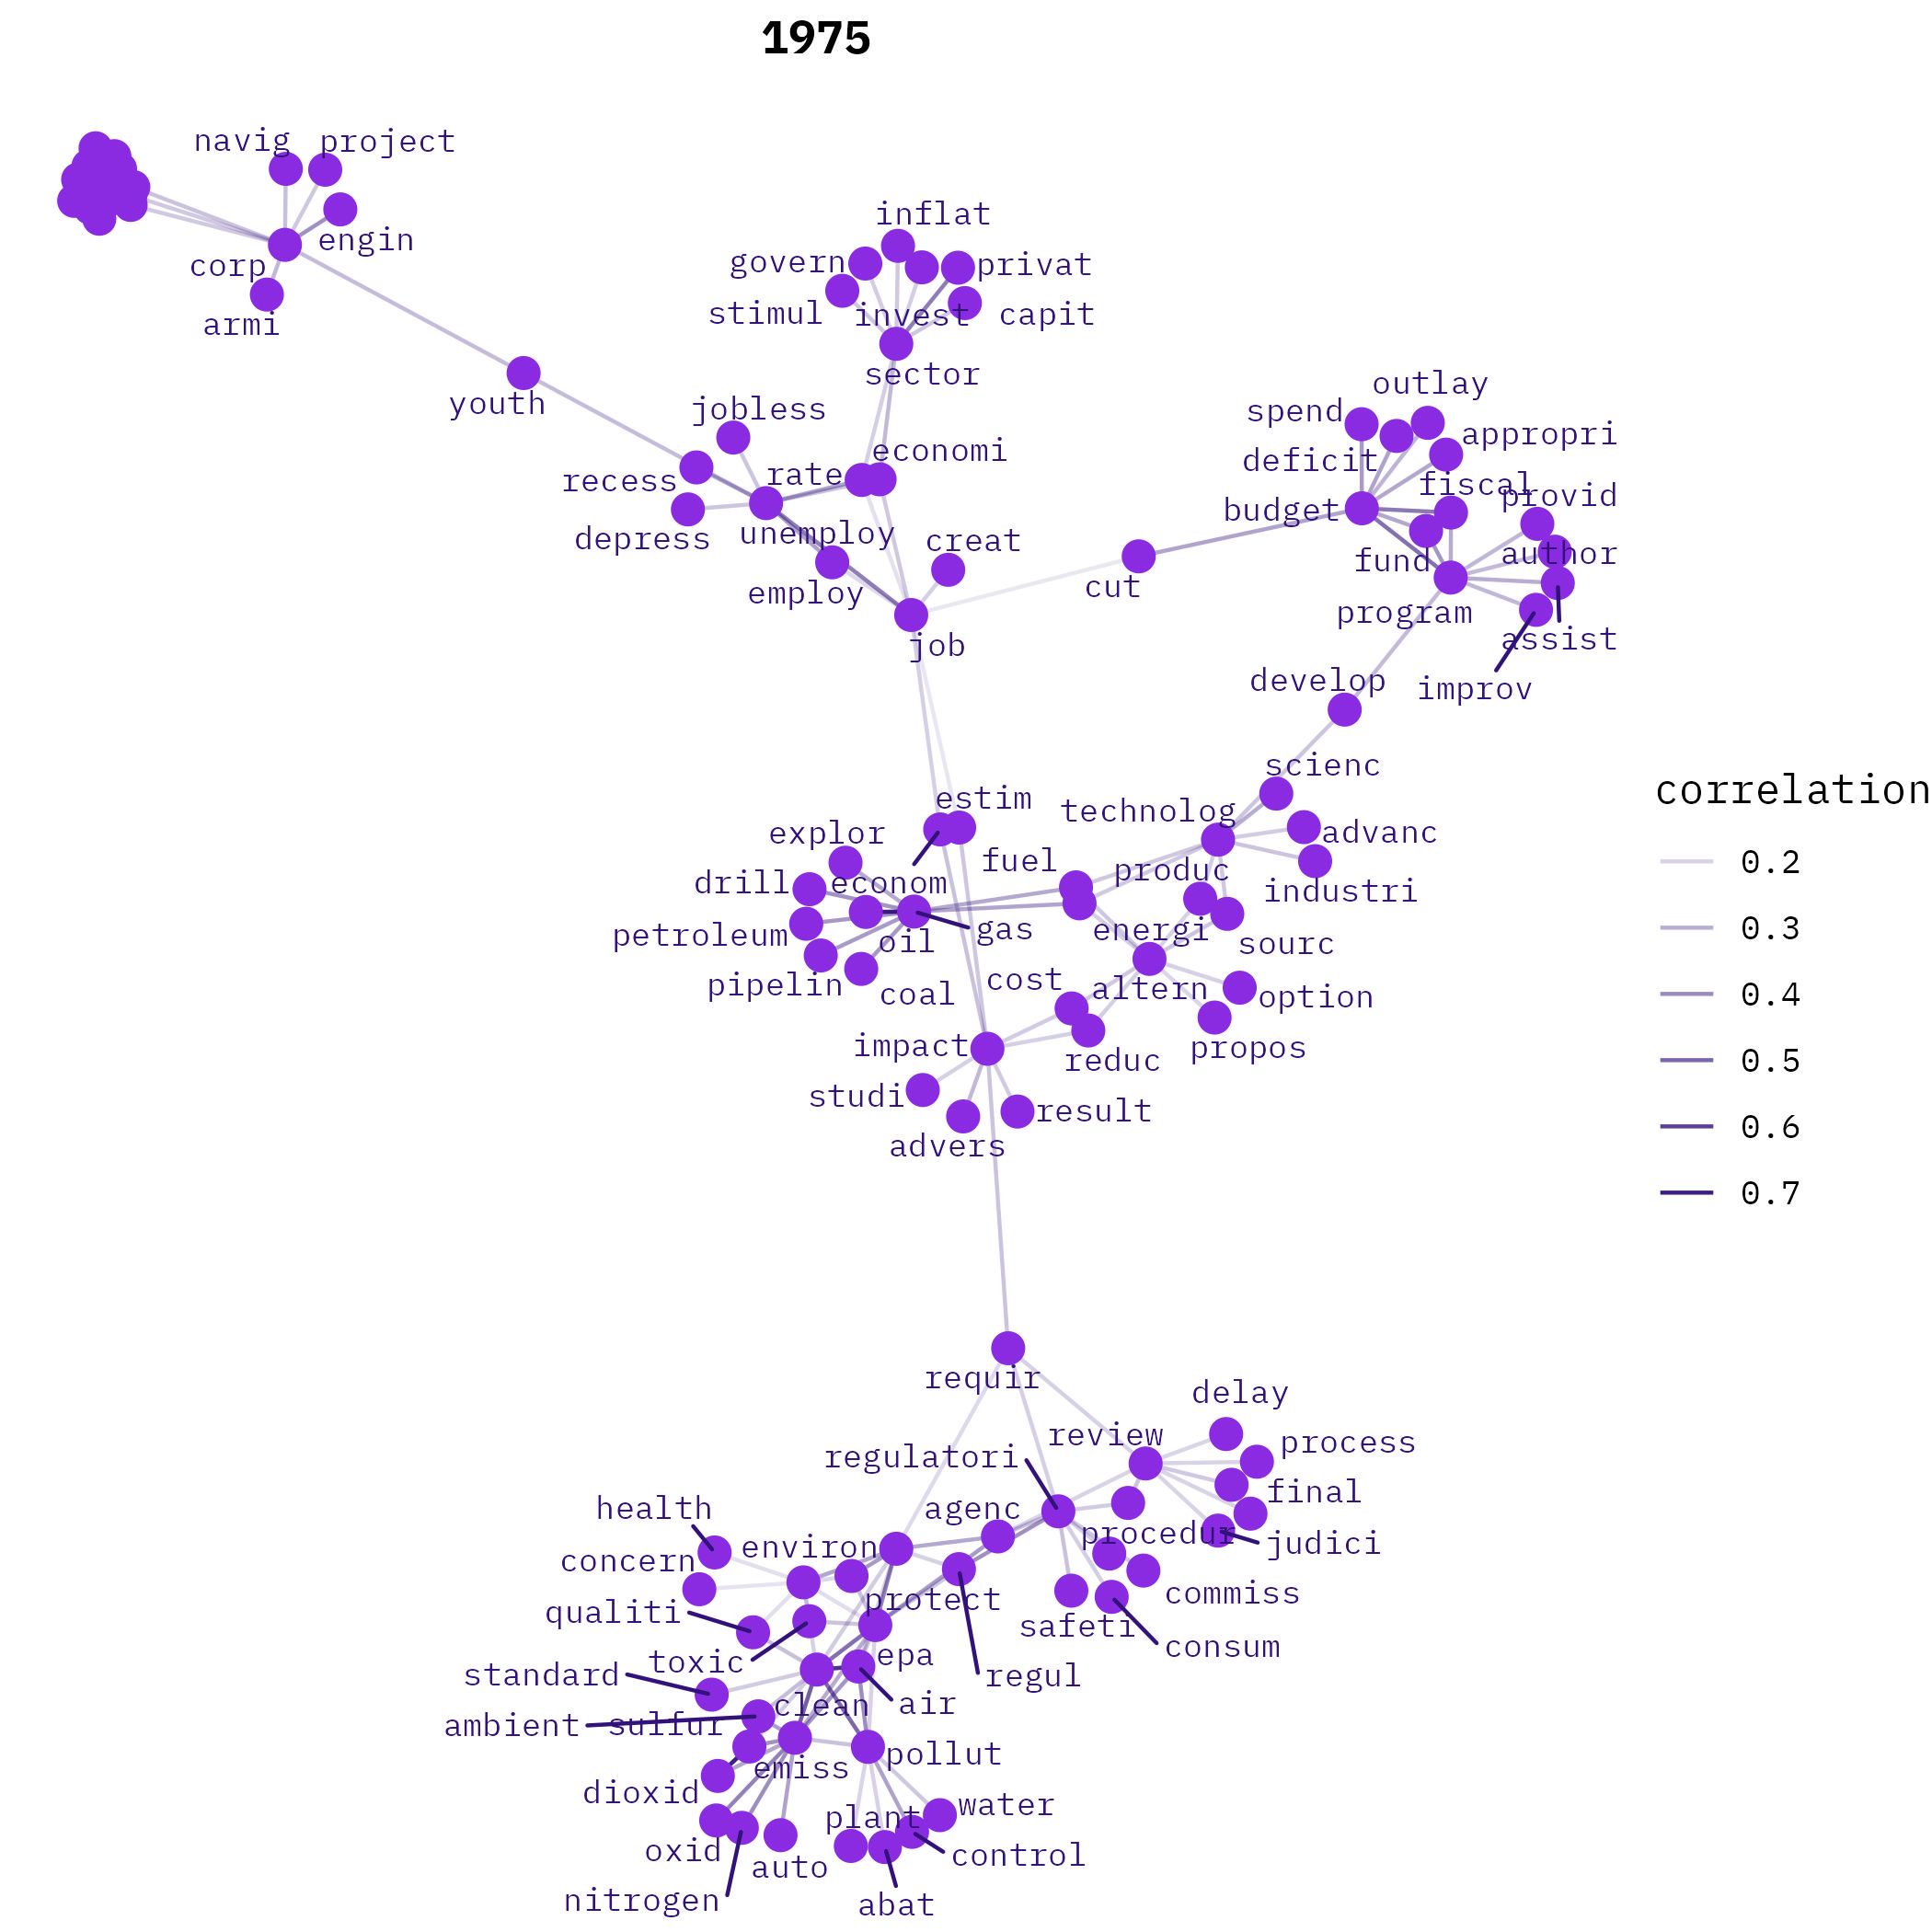 1975
navig
project
engin
corp
armi
inflat
govern
privat
stimul
invest
capit
sector
youth
jobless
outlay
spend
appropri
economi
deficit
rate
recess
fiscal
provid
budget
depress
unemploy
creat
author
fund
cut
employ
program
assist
job
develop
improv
scienc
correlation
estim
technolog
explor
advanc
fuel
0.2
produc
drill
econom
industri
0.3
petroleum
oil
gas
energi
sourc
pipelin
coal
cost
altern
option
0.4
impact
reduc
propos
0.5
studi
result
0.6
advers
0.7
requir
delay
review
process
regulatori
final
health
agenc
procedur
judici
environ
concern
protect
commiss
qualiti
safeti
consum
toxic
epa
standard
regul
air
clean
ambient
sulfur
pollut
emiss
dioxid
water
plant
oxid
control
auto
nitrogen
abat